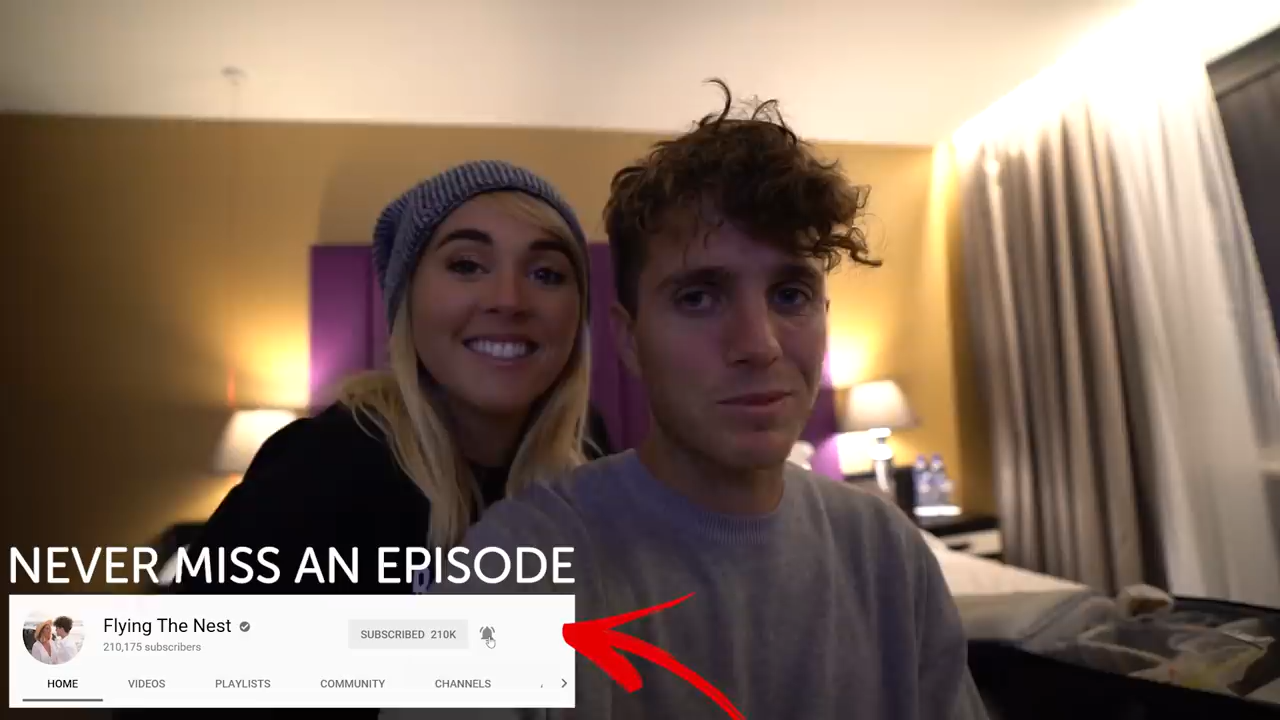 NEVER MISS AN EPISODE
Flying The Nest
SUBSCRIBED 210K
210,175 subscribers
HOME VIDEOS PLAYLISTS COMMUNITY CHANNELS